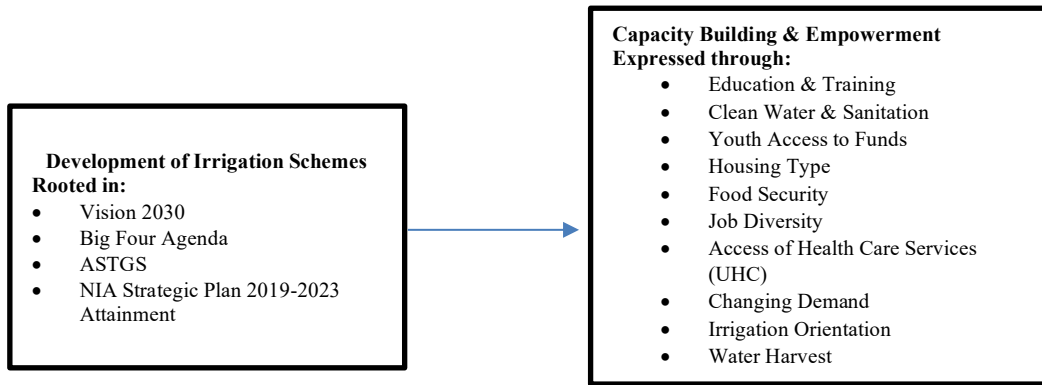 Development of Irrigation Schemes
Rooted in:
• Vision 2030
• Big Four Agenda
• ASTGS
• NIA Strategic Plan 2019-2023
Attainment
Capacity Building & Empowerment
Expressed through:
• Education & Training
• Clean Water & Sanitation
• Youth Access to Funds
• Housing Type
• Food Security
• Job Diversity
• Access of Health Care Services
(UHC)
• Changing Demand
• Irrigation Orientation
• Water Harvest